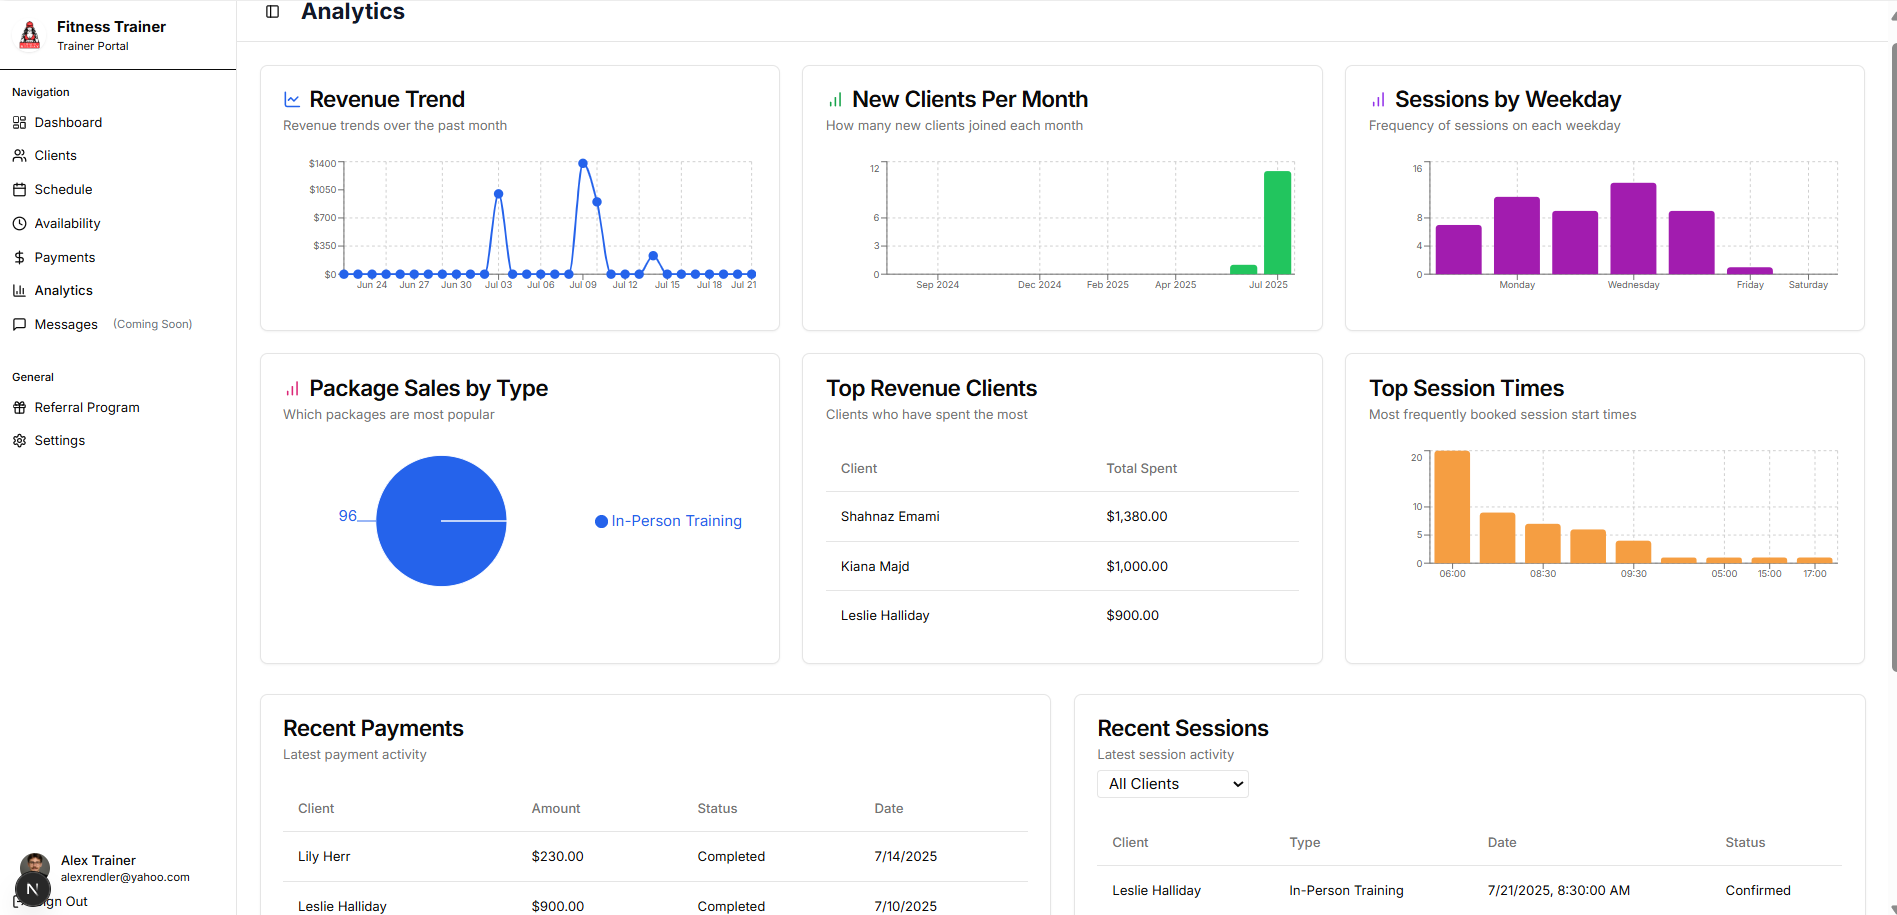 Fitness Trainer
Trainer Portal
Navigation
Dashboard
Clients
Schedule
Availability
Payments
Analytics
Messages (Coming Soon)
General
Referral Program
Settings
Alex Trainer
alexrendler@yahoo.com
N
gn Out
Analytics
Revenue Trend
Revenue trends over the past month
$1400
$1050
$700
$350
$0
Jun 24 Jun 27 Jun 30 Jul 03 Jul 06 Jul 09 Jul 12 Jul 15 Jul 18 Jul 21
New Clients Per Month
How many new clients joined each month
12
6
3
0
Sep 2024 Dec 2024 Feb 2025 Apr 2025 Jul 2025
Sessions by Weekday
Frequency of sessions on each weekday
16
8
4
0
Monday Wednesday Friday Saturday
Package Sales by Type
Which packages are most popular
96
In-Person Training
Top Revenue Clients
Clients who have spent the most
Client Total Spent
Shahnaz Emami $1,380.00
Kiana Majd $1,000.00
Leslie Halliday $900.00
Top Session Times
Most frequently booked session start times
20
10
5
0
06:00 08:30 09:30 05:00 15:00 17:00
Recent Payments
Latest payment activity
Client Amount Status Date
Lily Herr $230.00 Completed 7/14/2025
Leslie Halliday $900.00 Completed 7/10/2025
Recent Sessions
Latest session activity
All Clients
Client Type Date Status
Leslie Halliday In-Person Training 7/21/2025, 8:30:00 AM Confirmed